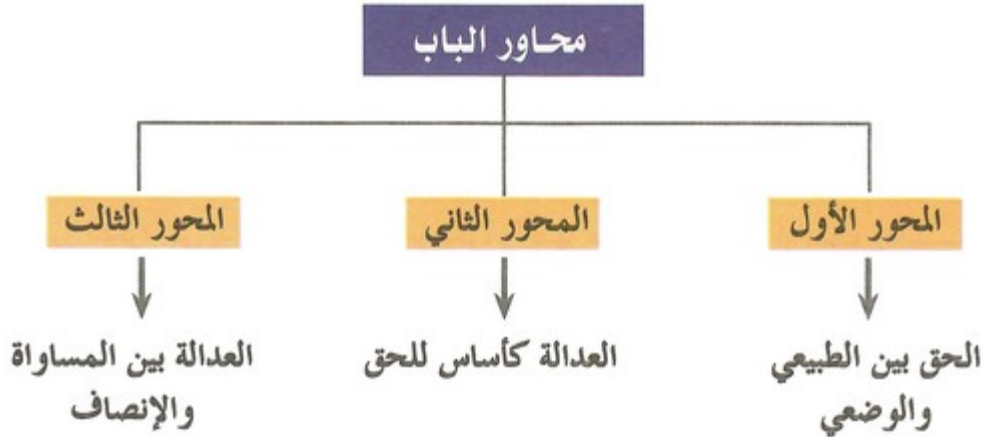 محاور الباب
المحور الأول
المحور الثاني
المحور الثالث
الحق بين الطبيعي
والوضعي
العدالة كأساس للحق
العدالة بين المساواة
والإنصاف